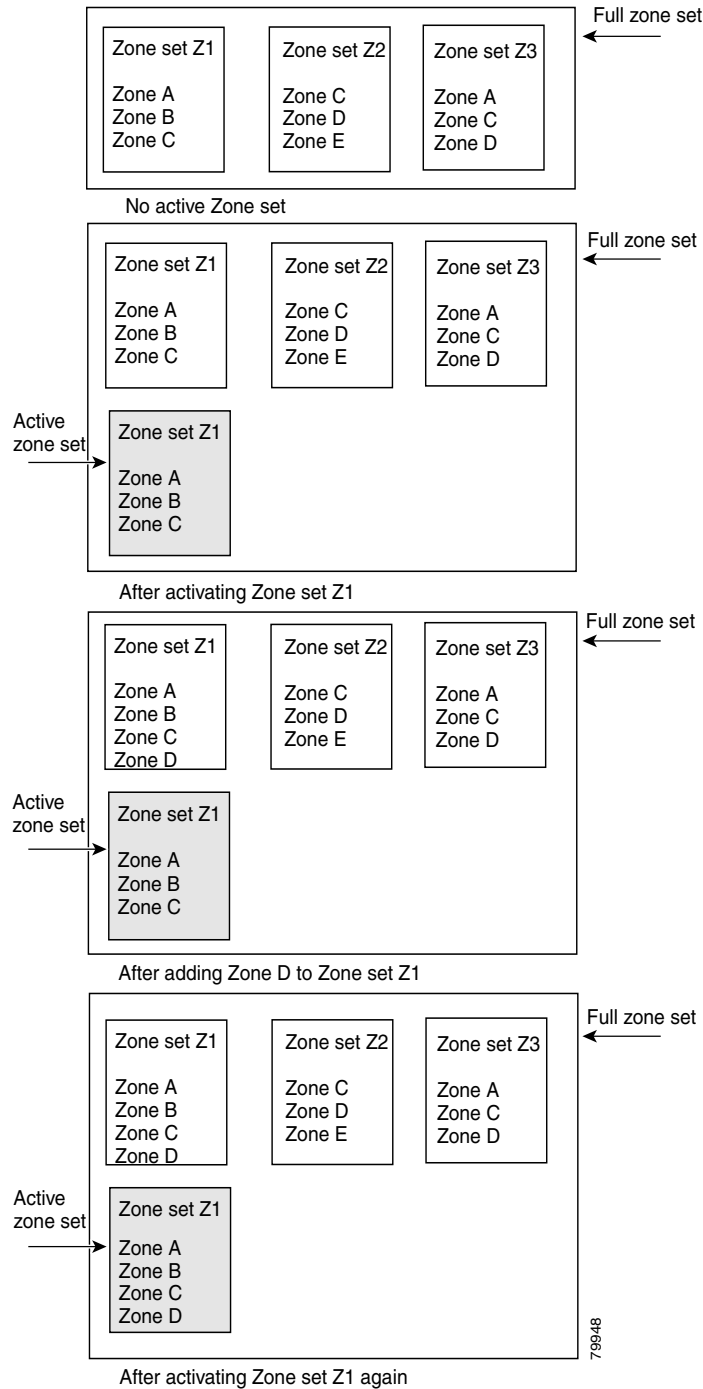 Full zone set
Zone set Z1
Zone A
Zone B
Zone C
Zone set Z2
Zone C
Zone D
Zone E
Zone set Z3
Zone A
Zone C
Zone D
No active Zone set
Full zone set
Zone set Z1
Zone A
Zone B
Zone C
Zone set Z2
Zone C
Zone D
Zone E
Zone set Z3
Zone A
Zone C
Zone D
Active
zone set
Zone set Z1
Zone A
Zone B
Zone C
After activating Zone set Z1
Full zone set
Zone set Z1
Zone A
Zone B
Zone C
Zone D
Zone set Z2
Zone C
Zone D
Zone E
Zone set Z3
Zone A
Zone C
Zone D
Active
zone set
Zone set Z1
Zone A
Zone B
Zone C
After adding Zone D to Zone set Z1
Full zone set
Zone set Z1
Zone A
Zone B
Zone C
Zone D
Zone set Z2
Zone C
Zone D
Zone E
Zone set Z3
Zone A
Zone C
Zone D
Active
zone set
Zone set Z1
Zone A
Zone B
Zone C
Zone D
79948
After activating Zone set Z1 again